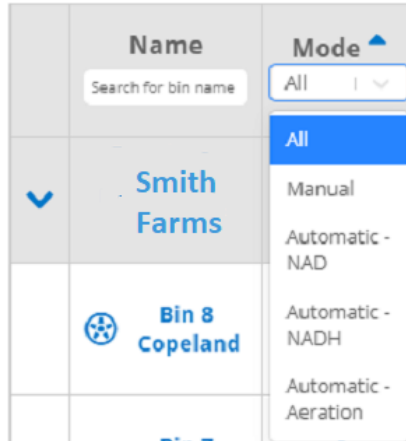 Name
Mode
Search for bin name
All
All
Manual
Automatic -
NAD
Automatic -
NADH
Automatic -
Aeration
Smith
Farms
Bin 8
Copeland